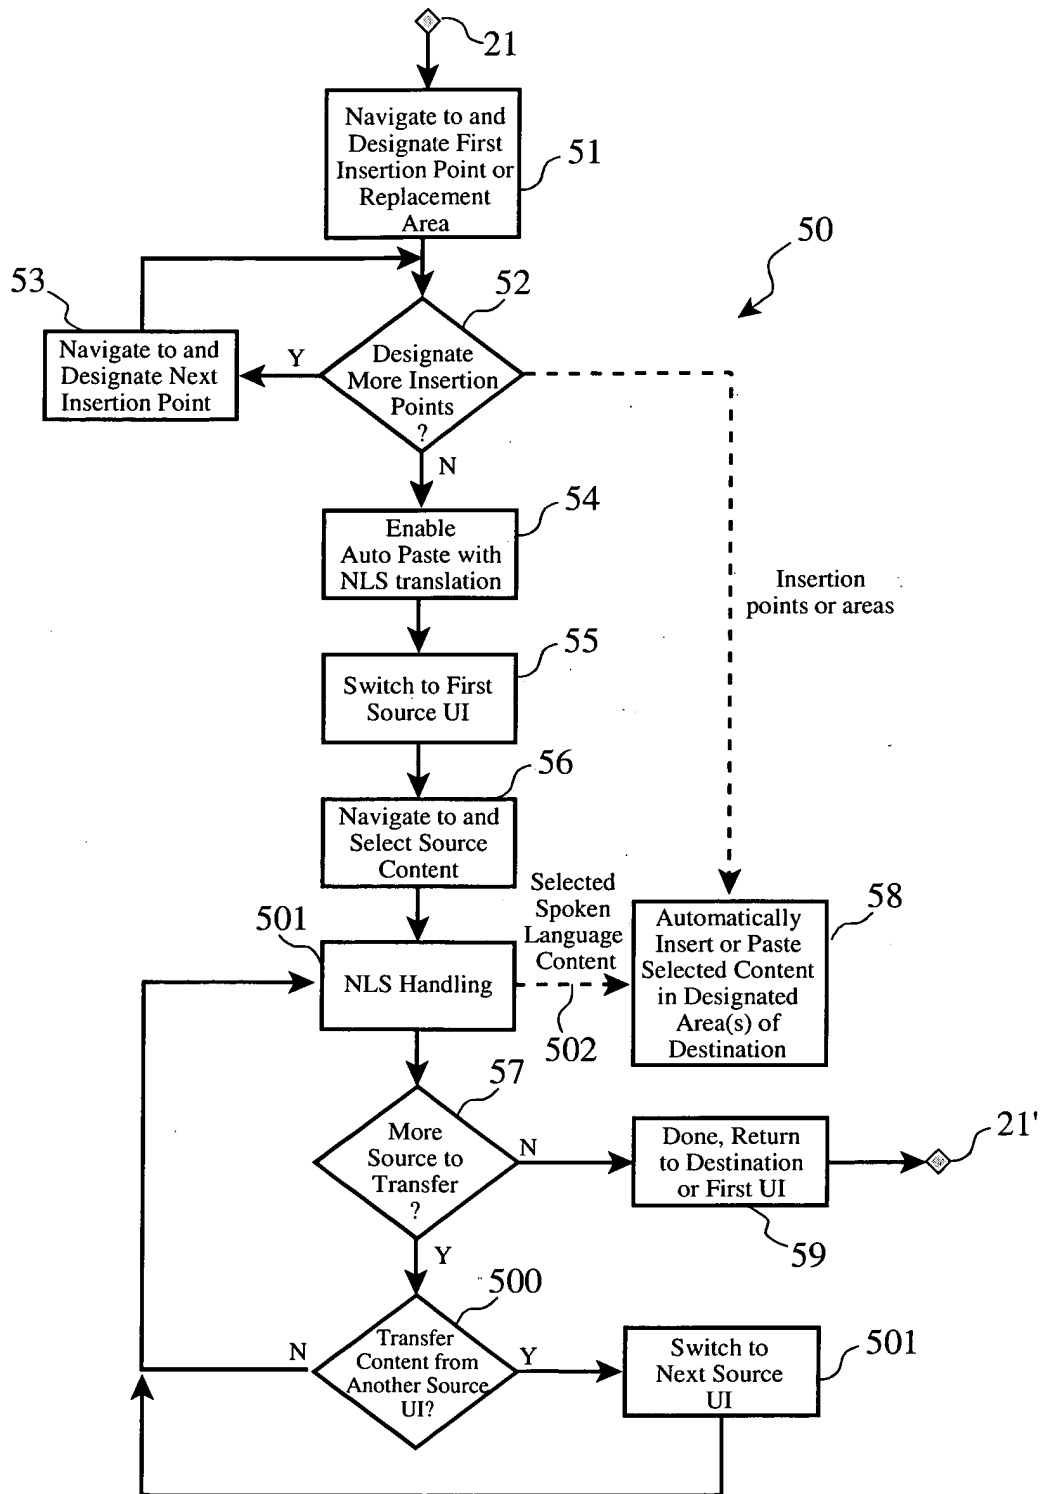 21
Navigate to and
Designate First
Insertion Point or
Replacement
Area
51
50
53
52
Navigate to and
Designate Next
Insertion Point
Y
Designate
More Insertion
Points
?
N
54
Enable
Auto Paste with
NLS translation
Insertion
points or areas
55
Switch to First
Source UI
56
Navigate to and
Select Source
Content
Selected
Spoken
Language
Content
58
Automatically
Insert or Paste
Selected Content
in Designated
Area(s) of
Destination
501
NLS Handling
502
57
More
Source to
Transfer
?
N
Done, Return
to Destination
or First UI
21'
59
Y
500
Transfer
Content from
Another Source
UI?
N
Y
Switch to
Next Source
UI
501